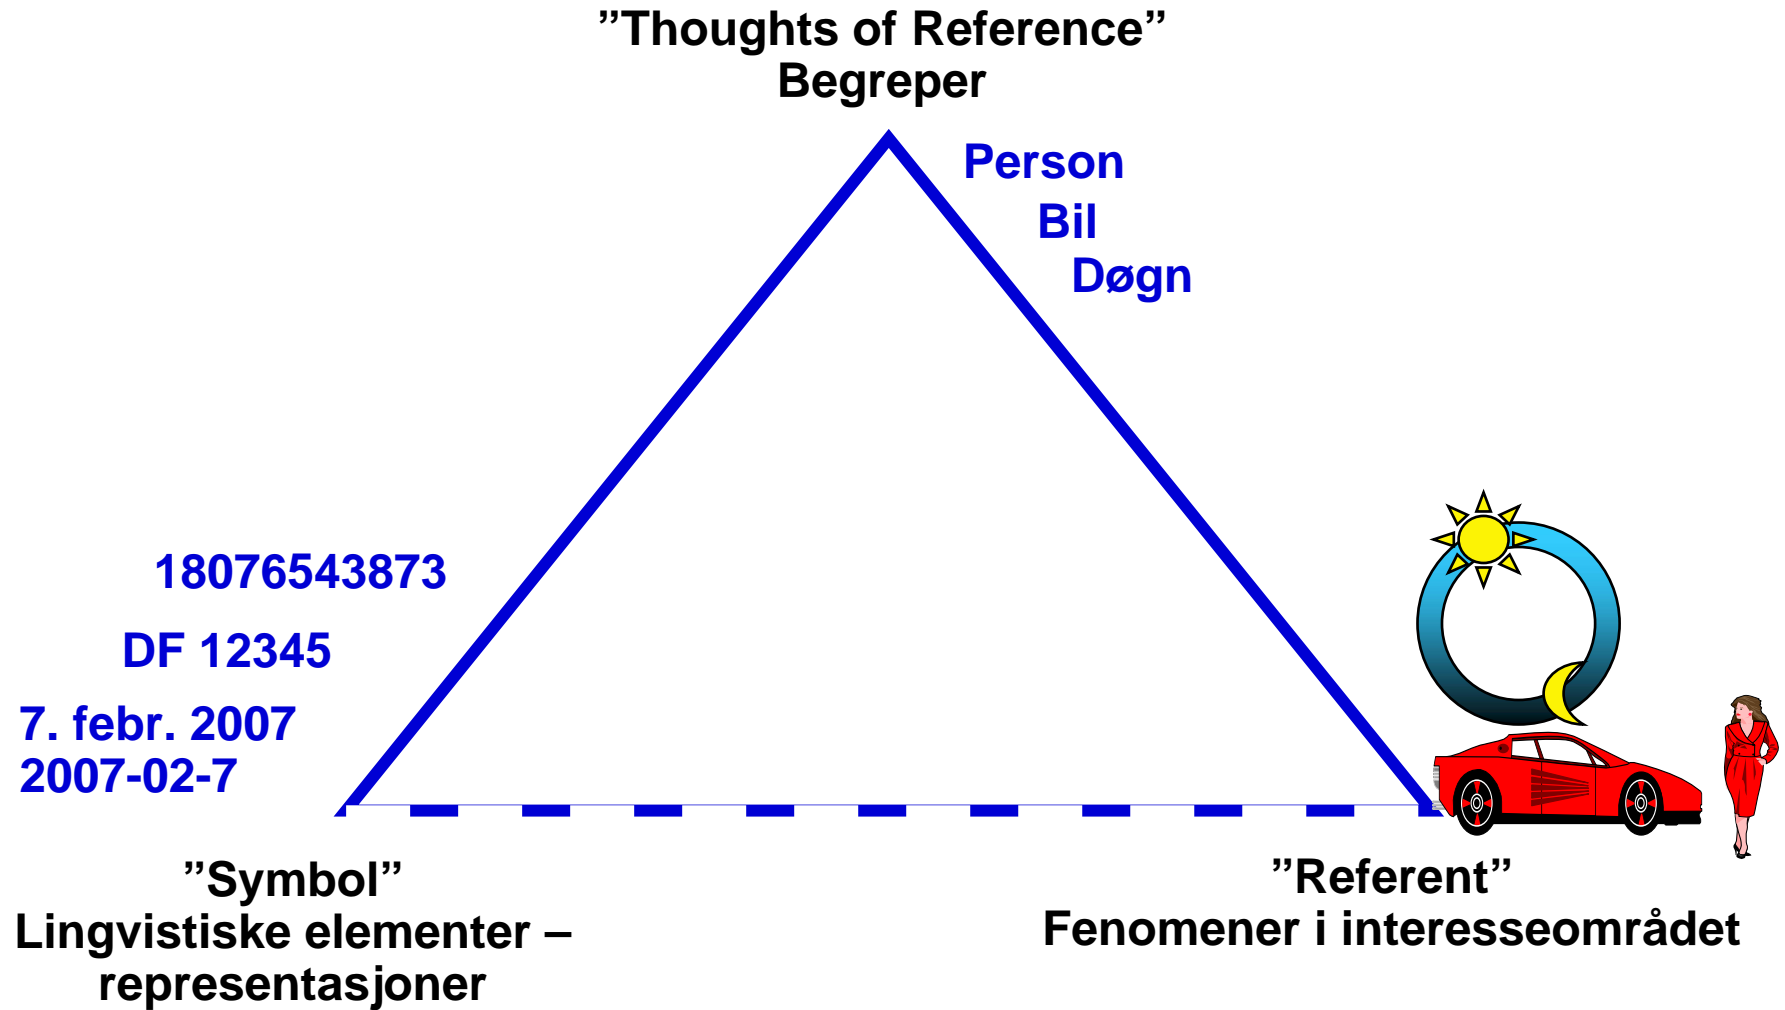 ”Thoughts of Reference”
Begreper
Person
Bil
Døgn
18076543873
DF 12345
7. febr. 2007
2007-02-7
”Symbol”
Lingvistiske elementer –
representasjoner
”Referent”
Fenomener i interesseområdet